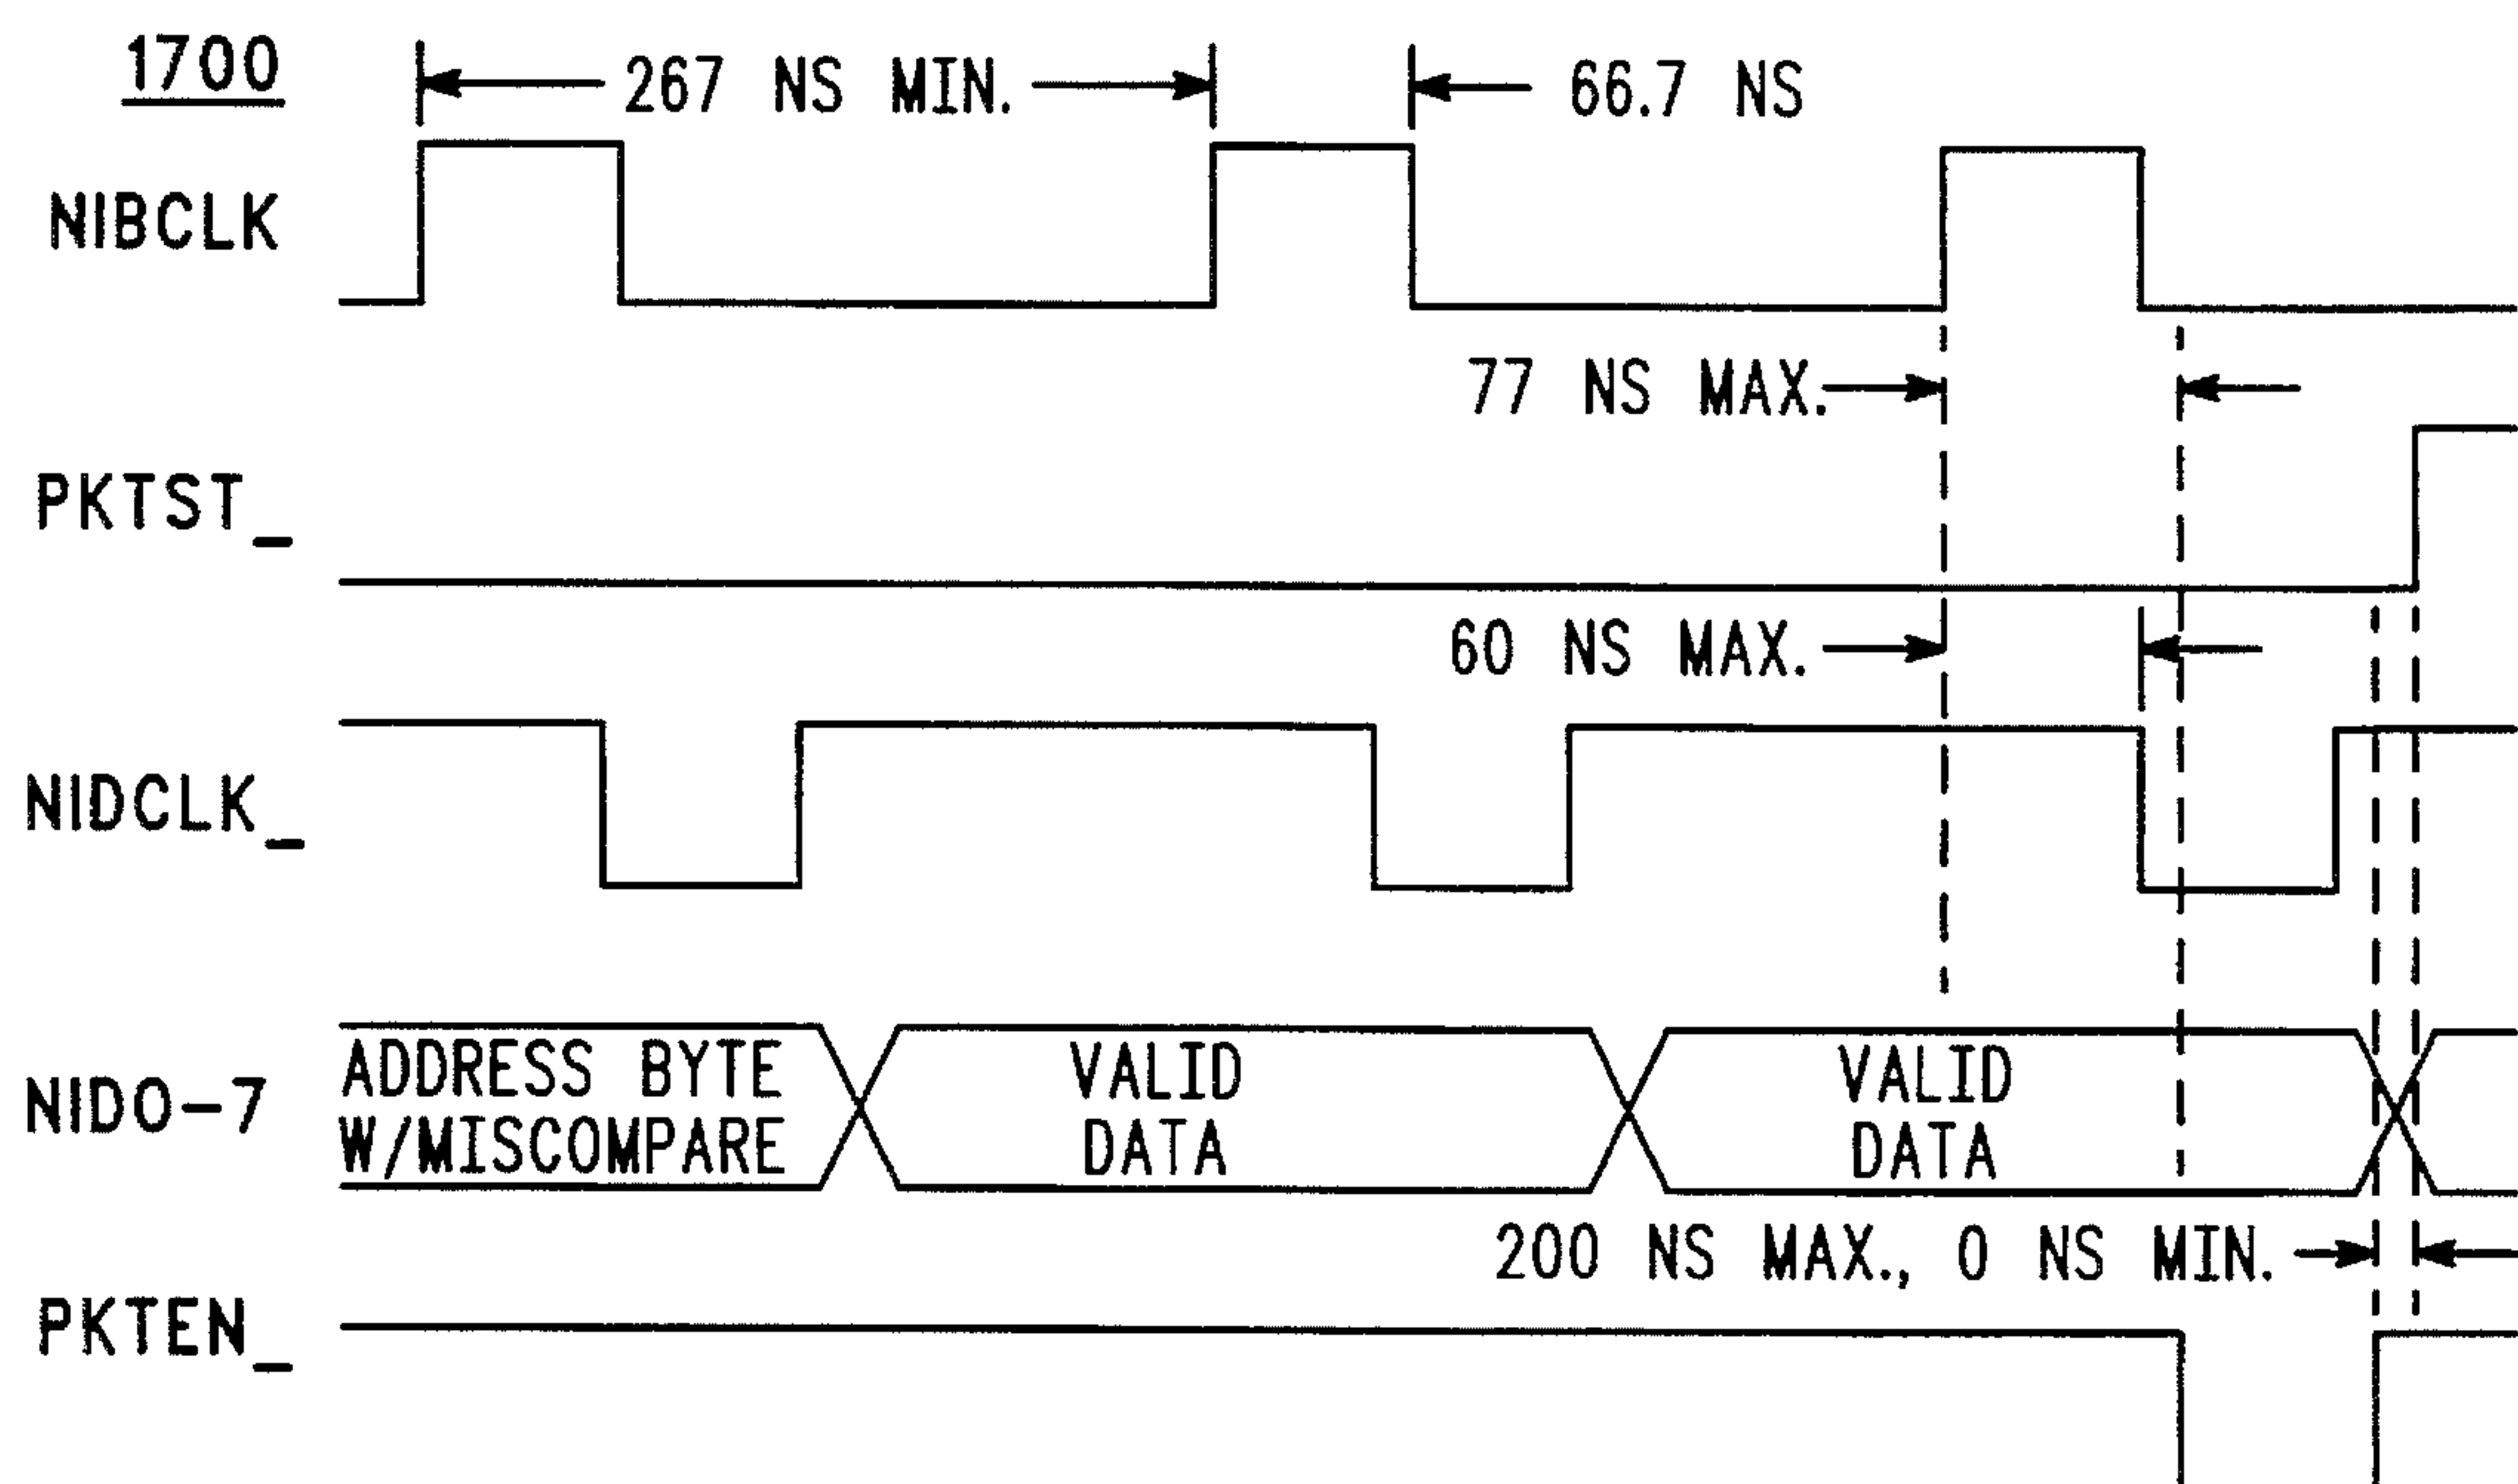 1700
267 NS MIN.
66.7 NS
NIBCLK
77 NS MAX.
PKTST_
60 NS MAX.
NIDCLK_
ADDRESS BYTE
W/MISCOMPARE
VALID
DATA
VALID
DATA
NIDO-7
200 NS MAX., 0 NS MIN.
PKTEN_